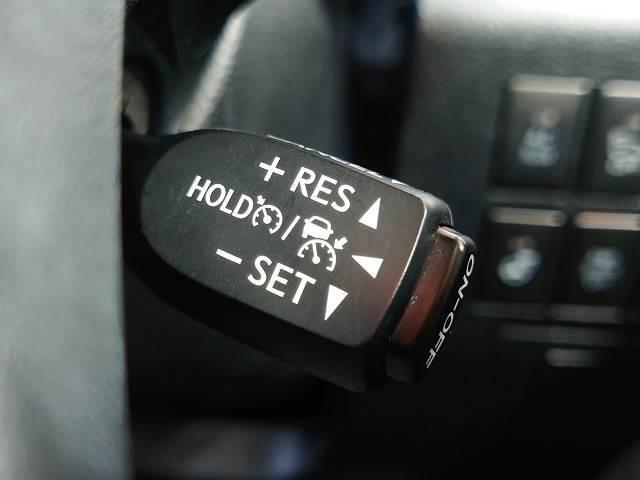 + RES
HOLD /
- SET
ON-OFF